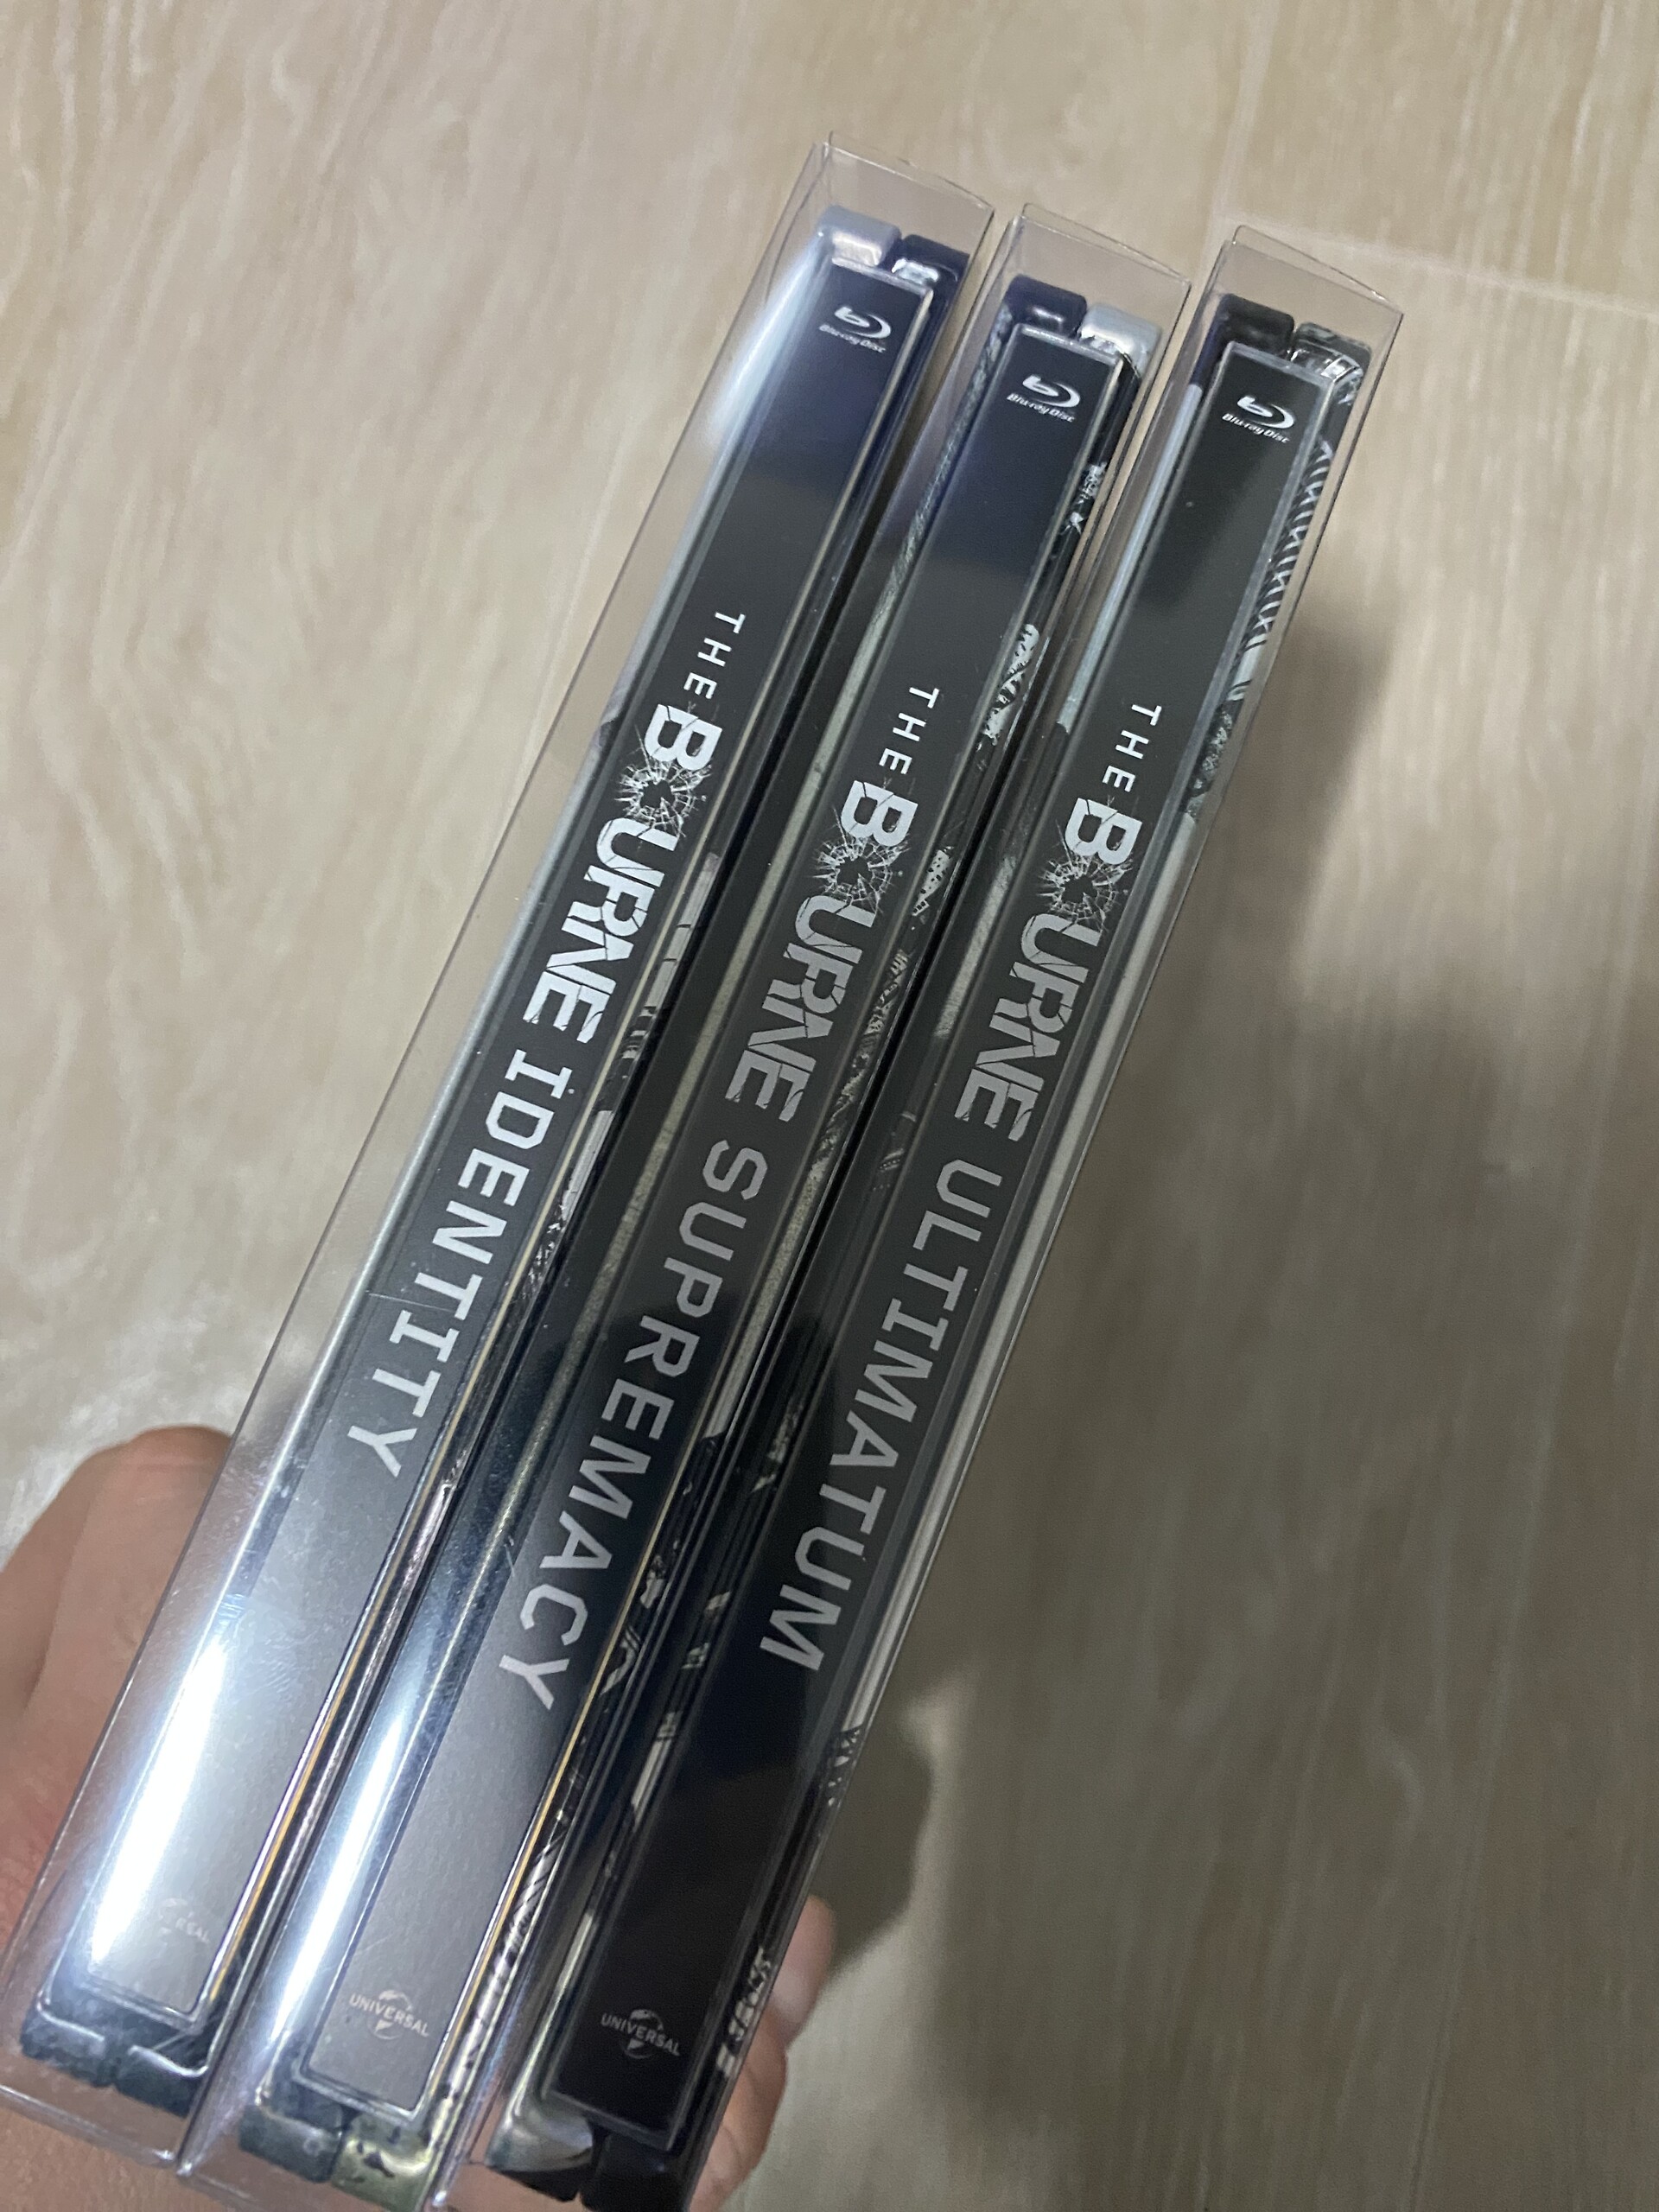 Blu-ray Disc
THE BOURNE IDENTITY
Blu-ray Disc
THE BOURNE SUPREMACY
UNIVERSAL
Blu-ray Disc
THE BOURNE ULTIMATUM
UNIVERSAL